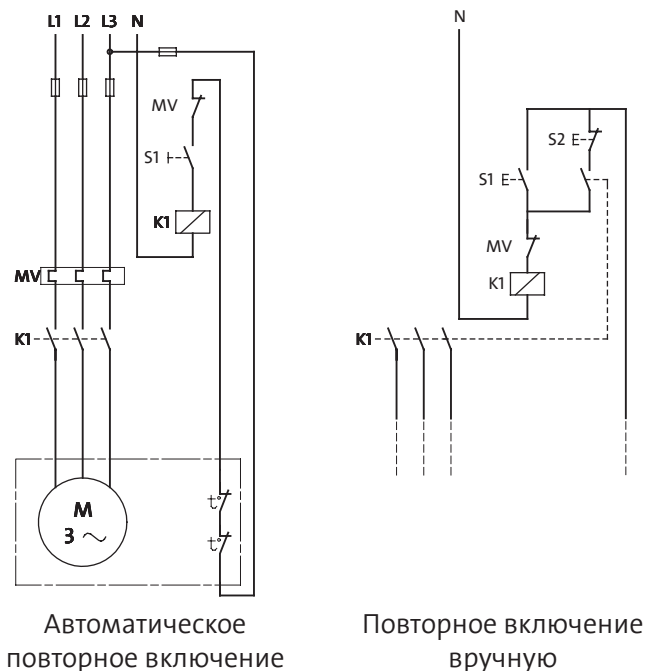 L1 L2 L3 N
MV
S1
K1
MV
K1
M
3 ~
t°
t°
Автоматическое
повторное включение
N
S2
S1
MV
K1
K1
Повторное включение
вручную